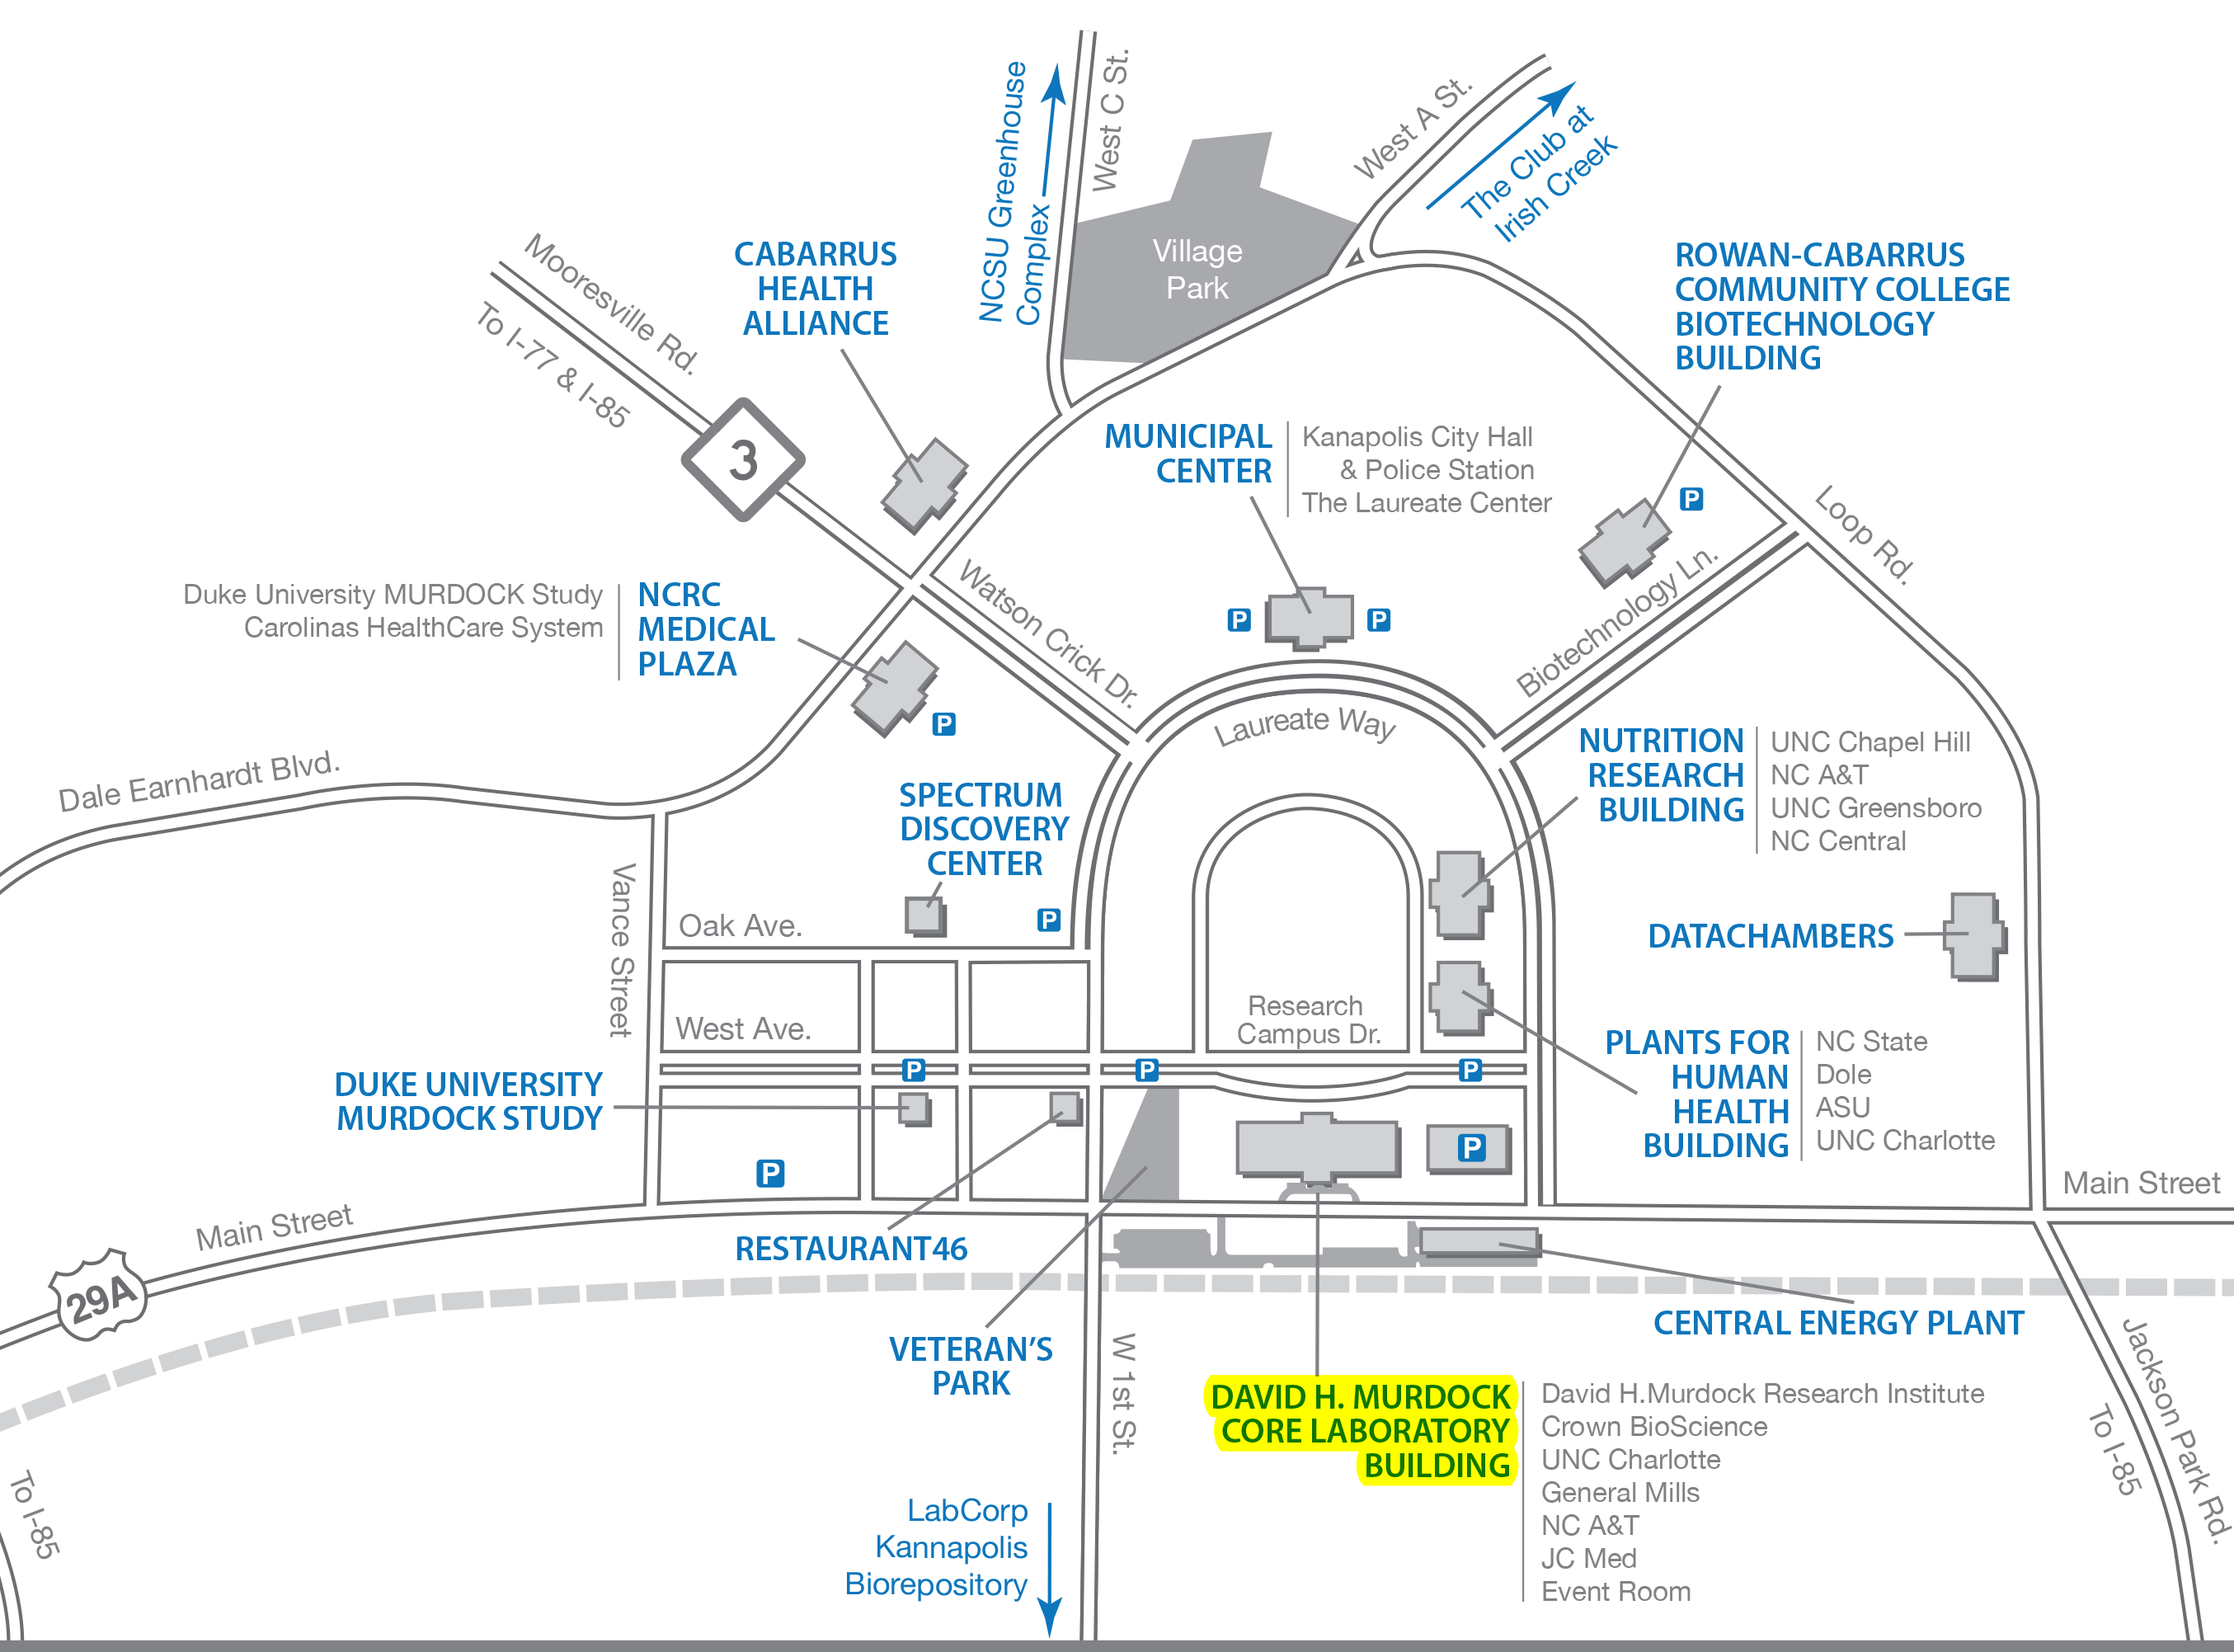 NCSU Greenhouse
Complex
West C St.
West A St.
The Club at
Irish Creek
Village
Park
Mooresville Rd.
To I-77 & I-85
3
CABARRUS
HEALTH
ALLIANCE
ROWAN-CABARRUS
COMMUNITY COLLEGE
BIOTECHNOLOGY
BUILDING
P
MUNICIPAL
CENTER
Kanapolis City Hall
& Police Station
The Laureate Center
P
P
Loop Rd.
Biotechnology Ln.
Watson Crick Dr.
Laureate Way
Duke University MURDOCK Study
Carolinas HealthCare System
NCRC
MEDICAL
PLAZA
P
Dale Earnhardt Blvd.
SPECTRUM
DISCOVERY
CENTER
P
NUTRITION
RESEARCH
BUILDING
UNC Chapel Hill
NC A&T
UNC Greensboro
NC Central
Vance Street
Oak Ave.
DATACHAMBERS
West Ave.
Research
Campus Dr.
PLANTS FOR
HUMAN
HEALTH
BUILDING
NC State
Dole
ASU
UNC Charlotte
P
P
P
DUKE UNIVERSITY
MURDOCK STUDY
P
P
Main Street
Main Street
29A
RESTAURANT46
VETERAN’S
PARK
W 1st St.
CENTRAL ENERGY PLANT
DAVID H. MURDOCK
CORE LABORATORY
BUILDING
David H.Murdock Research Institute
Crown BioScience
UNC Charlotte
General Mills
NC A&T
JC Med
Event Room
Jackson Park Rd.
To I-85
To I-85
LabCorp
Kannapolis
Biorepository